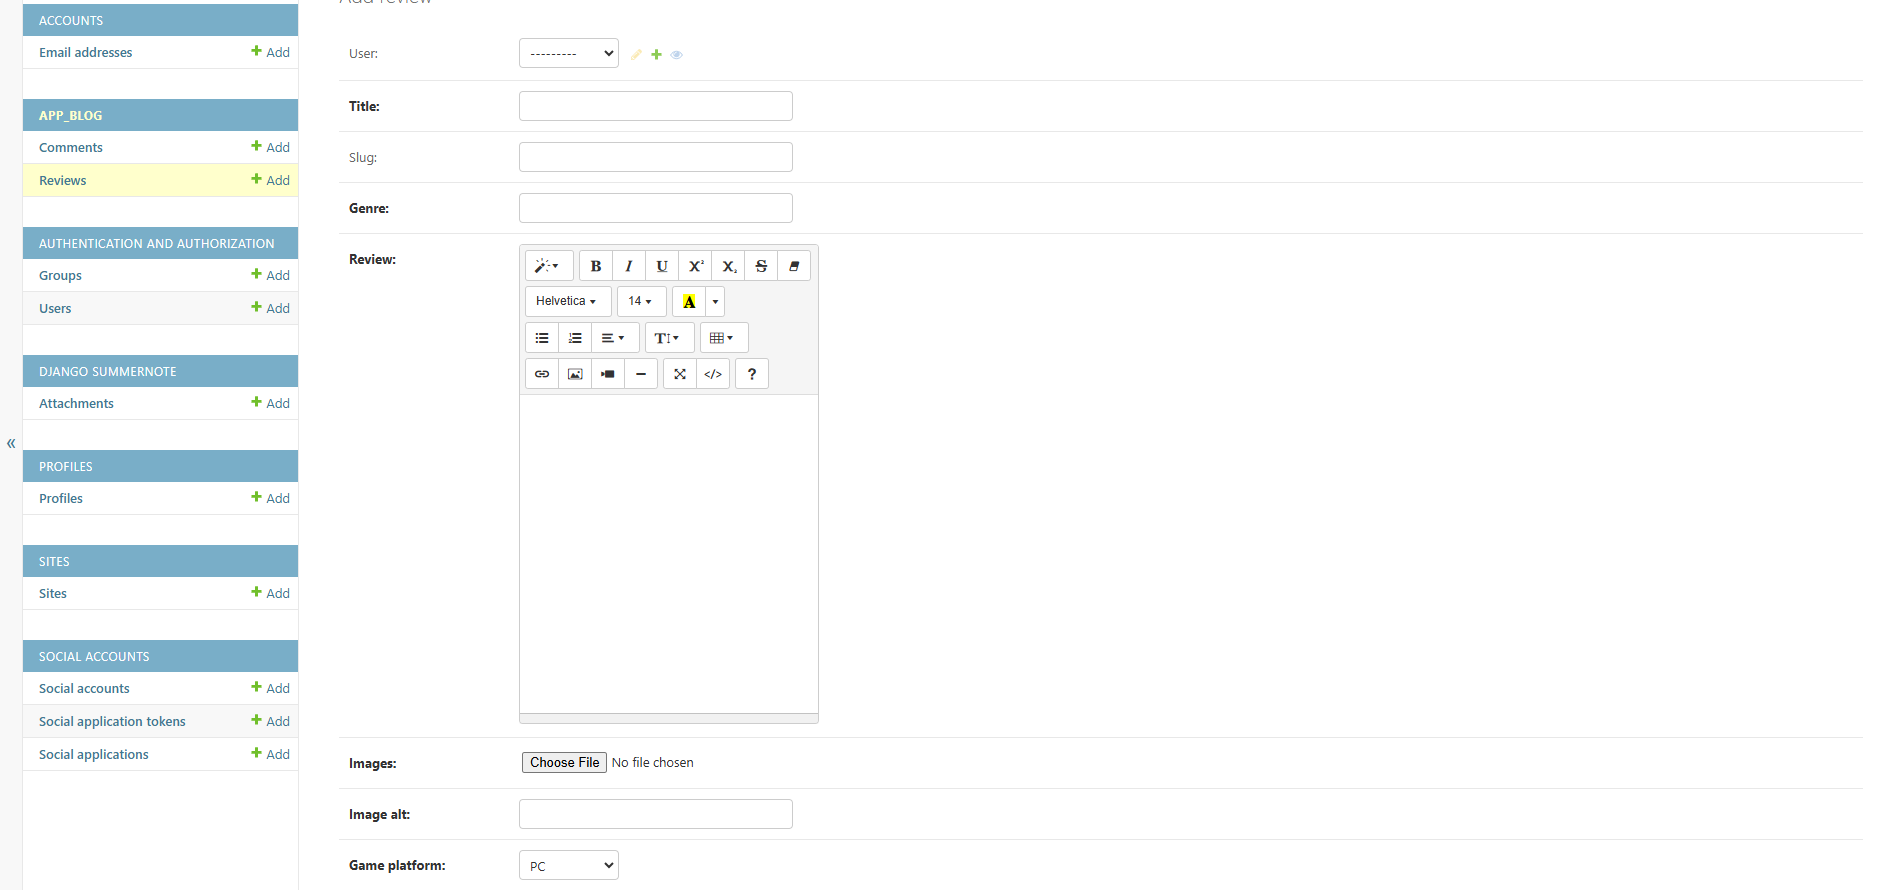 Add review
ACCOUNTS
Email addresses Add
APP_BLOG
Comments Add
Reviews Add
AUTHENTICATION AND AUTHORIZATION
Groups Add
Users Add
DJANGO SUMMERNOTE
Attachments Add
«
PROFILES
Profiles Add
SITES
Sites Add
SOCIAL ACCOUNTS
Social accounts Add
Social application tokens Add
Social applications Add
User: ---------
Title:
Slug:
Genre:
Review:
B I U X² X₂ S
Helvetica 14 A
T
</> ?
Images: Choose File No file chosen
Image alt:
Game platform: PC